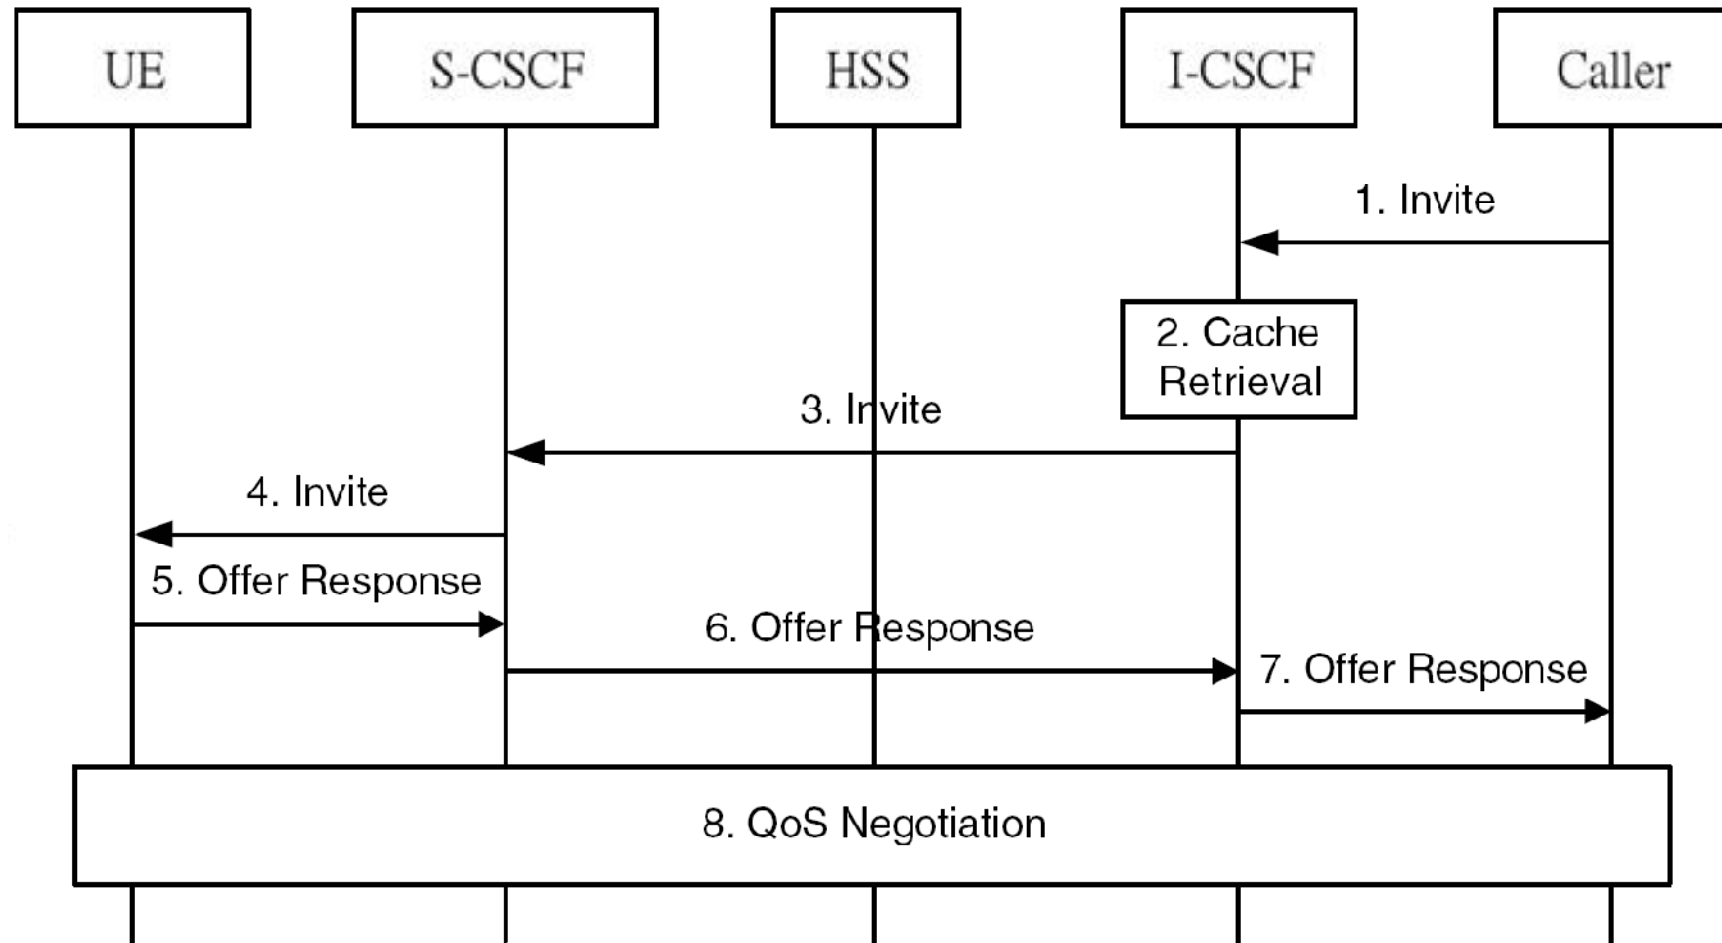 UE
S-CSCF
HSS
I-CSCF
Caller
1. Invite
2. Cache
Retrieval
3. Invite
4. Invite
5. Offer Response
6. Offer Response
7. Offer Response
8. QoS Negotiation